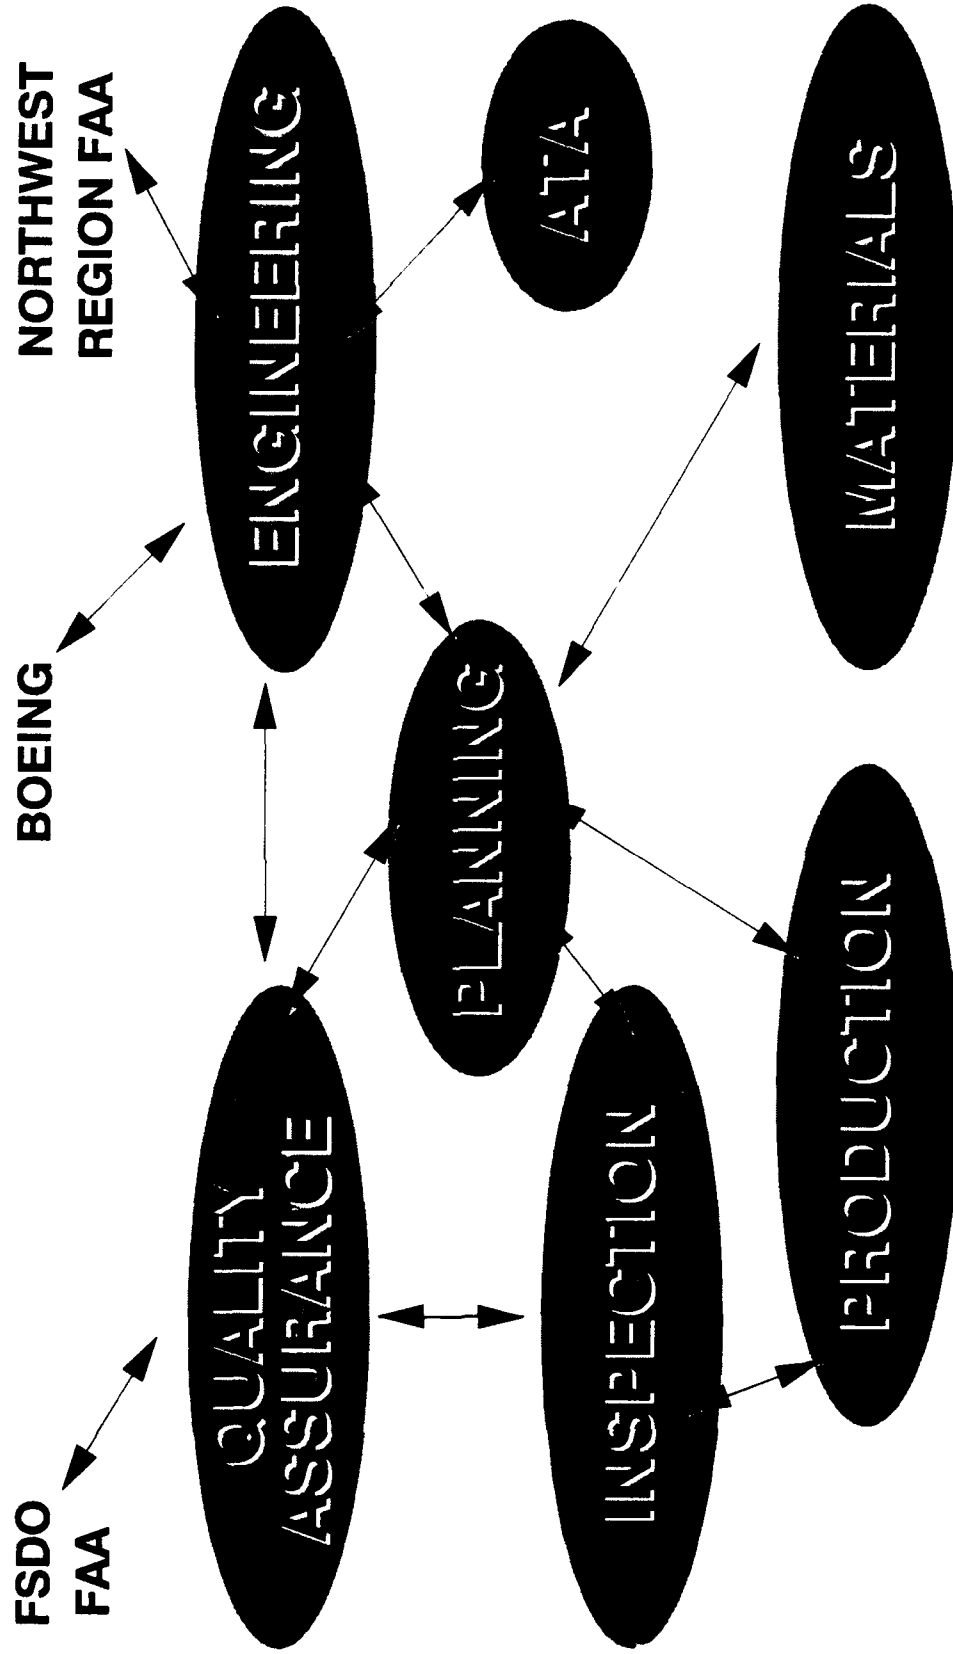 FSDO
FAA
BOEING
NORTHWEST
REGION FAA
QUALITY
ASSURANCE
ENGINEERING
PLANNING
ATA
INSPECTION
PRODUCTION
MATERIALS